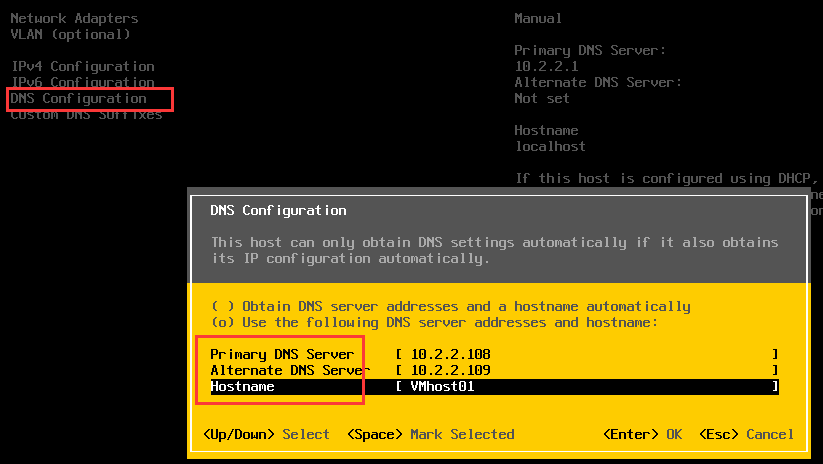 Network Adapters
VLAN (optional)
IPv4 Configuration
IPv6 Configuration
DNS Configuration
Custom DNS Suffixes
Manual
Primary DNS Server:
10.2.2.1
Alternate DNS Server:
Not set
Hostname
localhost
If this host is configured using DHCP,
DNS Configuration
This host can only obtain DNS settings automatically if it also obtains
its IP configuration automatically.
( ) Obtain DNS server addresses and a hostname automatically
(o) Use the following DNS server addresses and hostname:
Primary DNS Server [ 10.2.2.108 ]
Alternate DNS Server [ 10.2.2.109 ]
Hostname [ VMhost01 ]
<Up/Down> Select <Space> Mark Selected <Enter> OK <Esc> Cancel